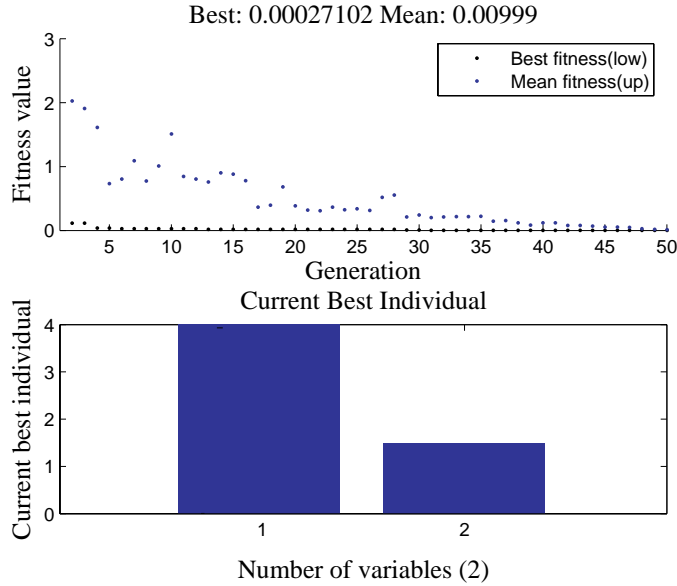 Best: 0.00027102 Mean: 0.00999
3
2
1
0
Fitness value
Best fitness(low)
Mean fitness(up)
5 10 15 20 25 30 35 40 45 50
Generation
Current Best Individual
4
3
2
1
0
Current best individual
1 2
Number of variables (2)